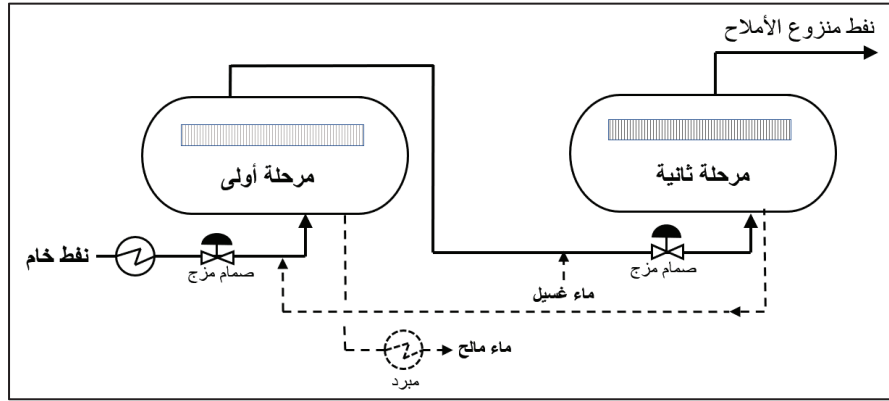 نفط منزوع الأملاح
مرحلة أولى
مرحلة ثانية
نفط خام
صمام مزج
صمام مزج
ماء غسيل
ماء مالح
مبرد